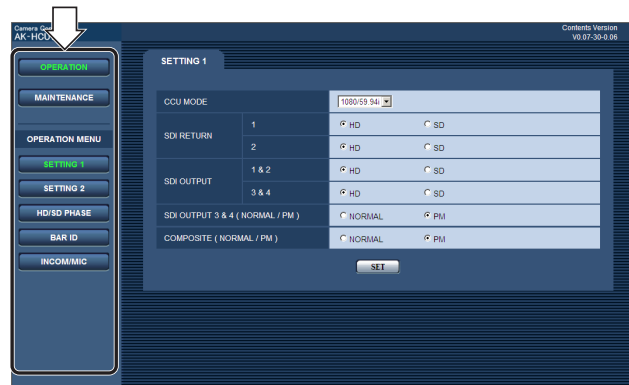 Camera
AK-HC
Contents Version
V0.07-30-0.06
OPERATION
MAINTENANCE
OPERATION MENU
SETTING 1
SETTING 2
HD/SD PHASE
BAR ID
INCOM/MIC
SETTING 1
CCU MODE 1080/59.94i
SDI RETURN 1 HD SD
2 HD SD
SDI OUTPUT 1 & 2 HD SD
3 & 4 HD SD
SDI OUTPUT 3 & 4 ( NORMAL / PM ) NORMAL PM
COMPOSITE ( NORMAL / PM ) NORMAL PM
SET